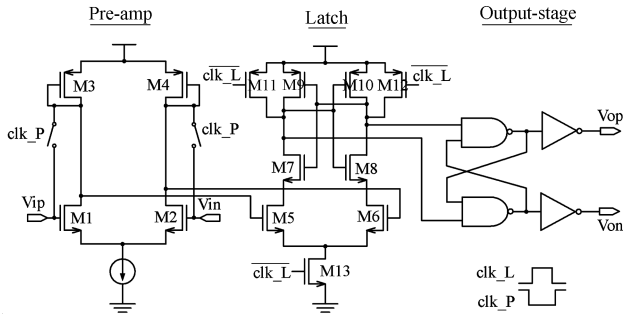 Pre-amp
Latch
Output-stage
M3
M4
clk_P
clk_P
Vip
M1
M2
Vin
clk_L
M11
M9
M10
M12
clk_L
M7
M8
M5
M6
clk_L
M13
Vop
Von
clk_L
clk_P